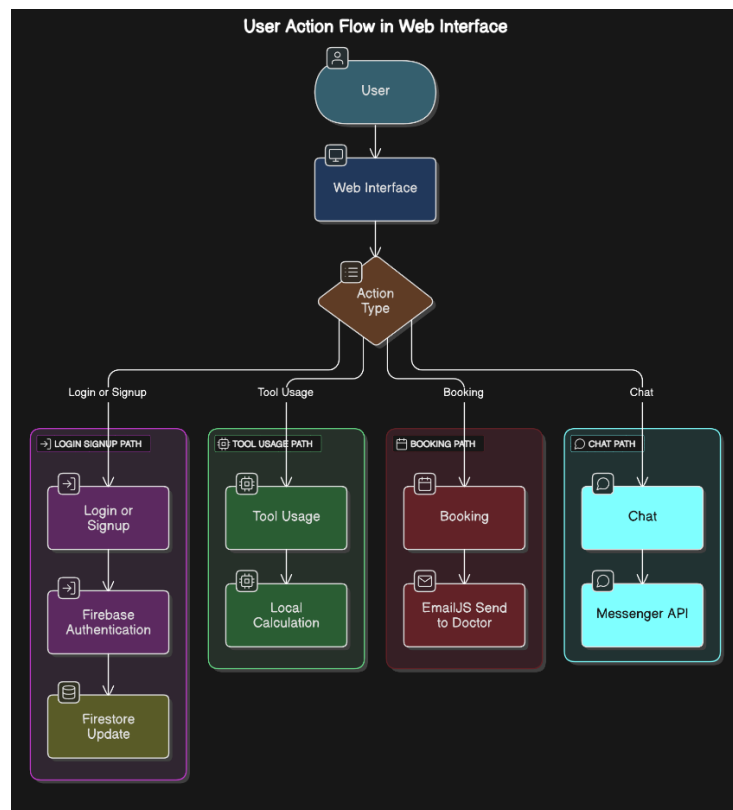 User Action Flow in Web Interface
User
Web Interface
Action
Type
Login or Signup
Tool Usage
Booking
Chat
LOGIN SIGNUP PATH
Login or
Signup
Firebase
Authentication
Firestore
Update
TOOL USAGE PATH
Tool Usage
Local
Calculation
BOOKING PATH
Booking
EmailJS Send
to Doctor
CHAT PATH
Chat
Messenger API